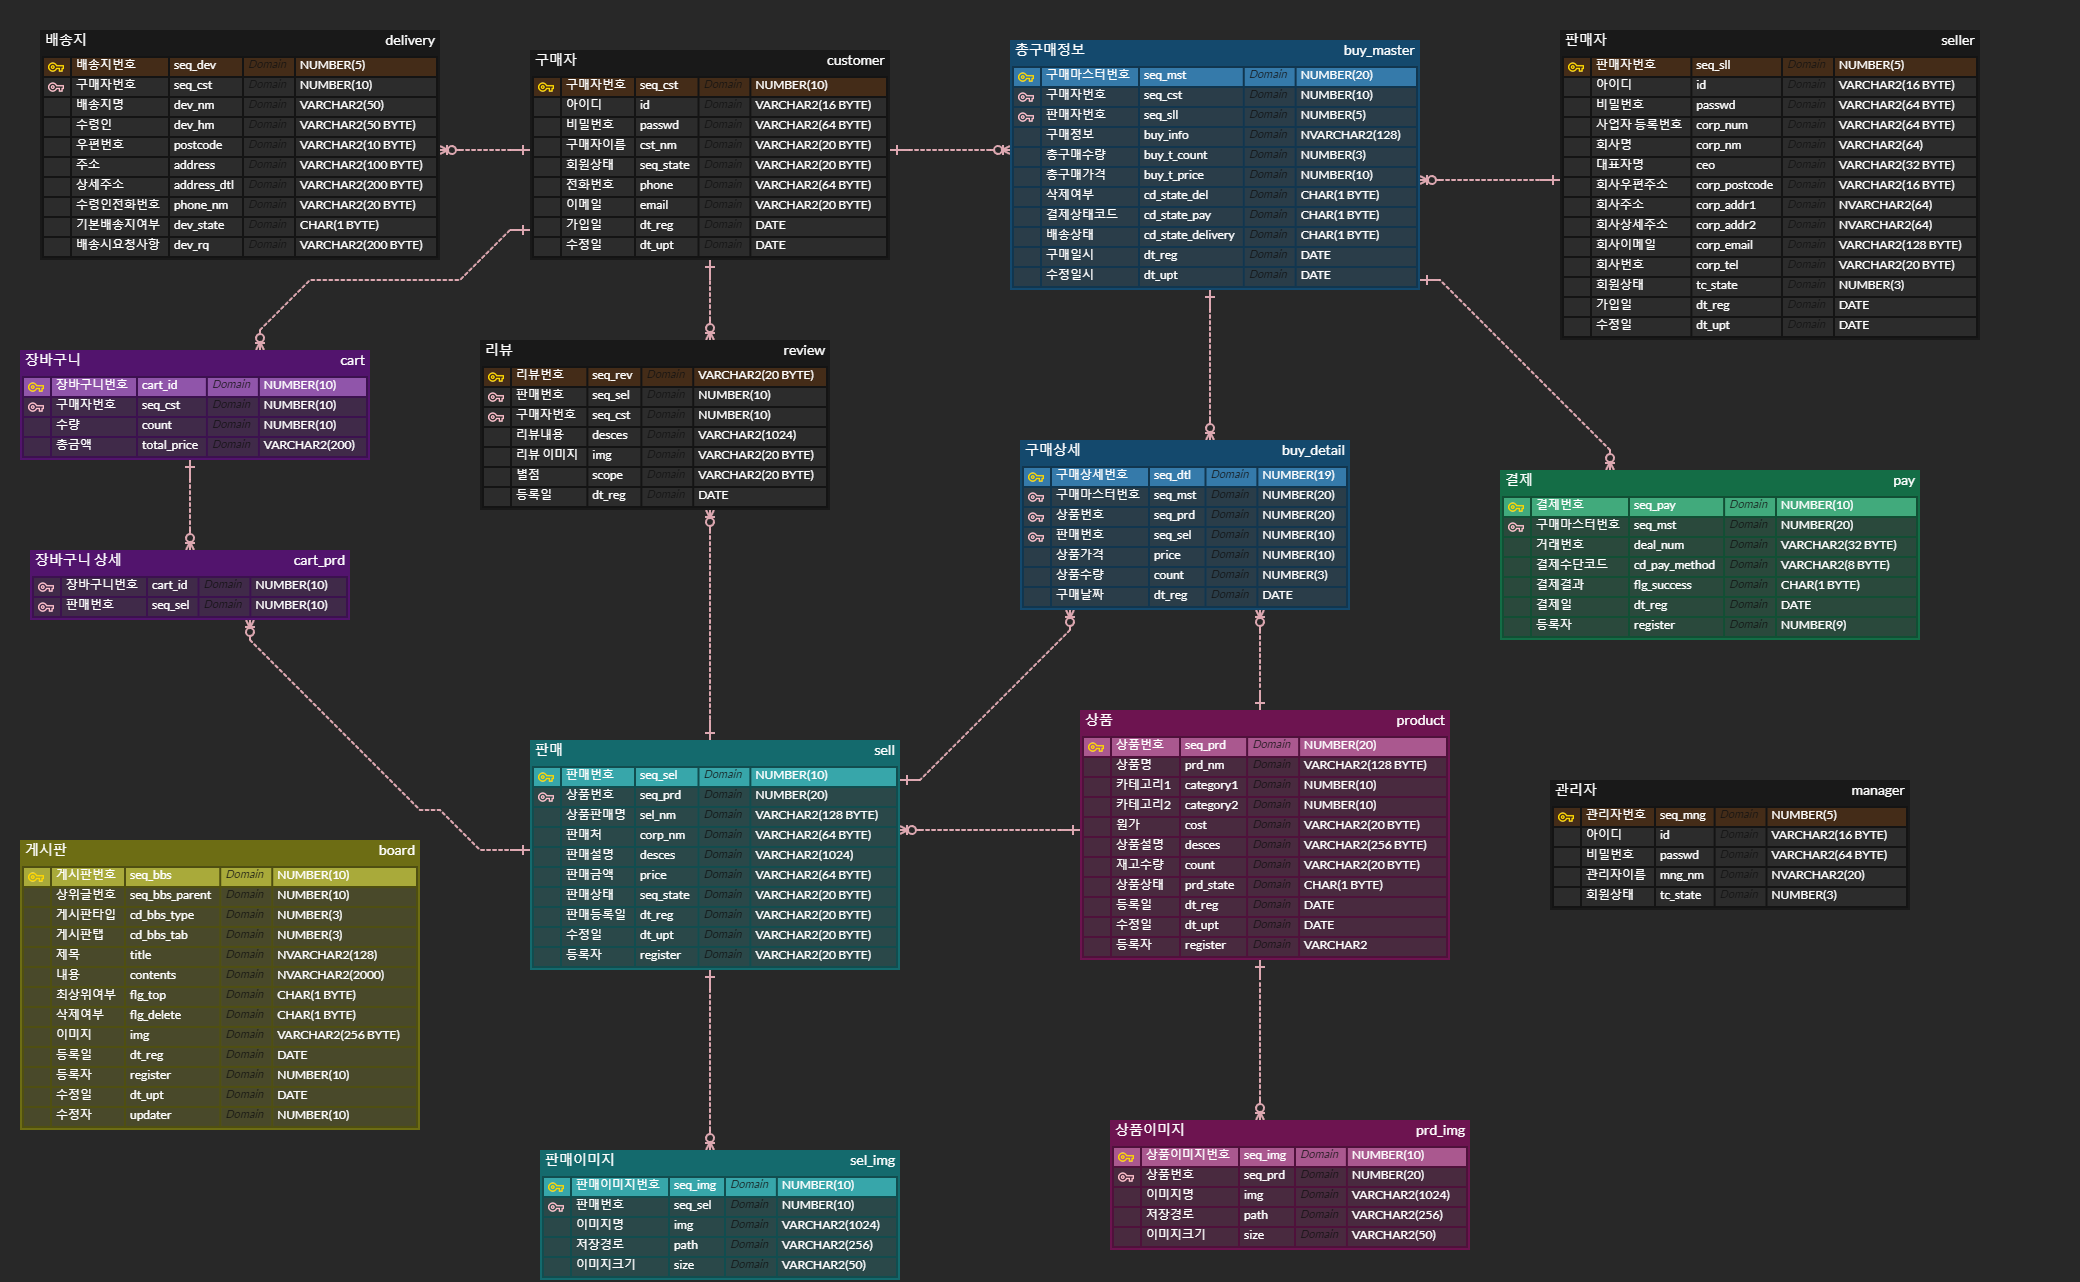 배송지 delivery
배송지번호 seq_dev Domain NUMBER(5)
구매자번호 seq_cst Domain NUMBER(10)
배송지명 dev_nm Domain VARCHAR2(50)
수령인 dev_hm Domain VARCHAR2(50 BYTE)
우편번호 postcode Domain VARCHAR2(10 BYTE)
주소 address Domain VARCHAR2(100 BYTE)
상세주소 address_dtl Domain VARCHAR2(200 BYTE)
수령인전화번호 phone_nm Domain VARCHAR2(20 BYTE)
기본배송지여부 dev_state Domain CHAR(1 BYTE)
배송시요청사항 dev_rq Domain VARCHAR2(200 BYTE)
구매자 customer
구매자번호 seq_cst Domain NUMBER(10)
아이디 id Domain VARCHAR2(16 BYTE)
비밀번호 passwd Domain VARCHAR2(64 BYTE)
구매자이름 cst_nm Domain VARCHAR2(20 BYTE)
회원상태 seq_state Domain VARCHAR2(20 BYTE)
전화번호 phone Domain VARCHAR2(64 BYTE)
이메일 email Domain VARCHAR2(20 BYTE)
가입일 dt_reg Domain DATE
수정일 dt_upt Domain DATE
총구매정보 buy_master
구매마스터번호 seq_mst Domain NUMBER(20)
구매자번호 seq_cst Domain NUMBER(10)
판매자번호 seq_sll Domain NUMBER(5)
구매정보 buy_info Domain NVARCHAR2(128)
총구매수량 buy_t_count Domain NUMBER(3)
총구매가격 buy_t_price Domain NUMBER(10)
삭제여부 cd_state_del Domain CHAR(1 BYTE)
결제상태코드 cd_state_pay Domain CHAR(1 BYTE)
배송상태 cd_state_delivery Domain CHAR(1 BYTE)
구매일시 dt_reg Domain DATE
수정일시 dt_upt Domain DATE
판매자 seller
판매자번호 seq_sll Domain NUMBER(5)
아이디 id Domain VARCHAR2(16 BYTE)
비밀번호 passwd Domain VARCHAR2(64 BYTE)
사업자 등록번호 corp_num Domain VARCHAR2(64 BYTE)
회사명 corp_nm Domain VARCHAR2(64)
대표자명 ceo Domain VARCHAR2(32 BYTE)
회사우편주소 corp_postcode Domain VARCHAR2(16 BYTE)
회사주소 corp_addr1 Domain NVARCHAR2(64)
회사상세주소 corp_addr2 Domain NVARCHAR2(64)
회사이메일 corp_email Domain VARCHAR2(128 BYTE)
회사번호 corp_tel Domain VARCHAR2(20 BYTE)
회원상태 tc_state Domain NUMBER(3)
가입일 dt_reg Domain DATE
수정일 dt_upt Domain DATE
장바구니 cart
장바구니번호 cart_id Domain NUMBER(10)
구매자번호 seq_cst Domain NUMBER(10)
수량 count Domain NUMBER(10)
총금액 total_price Domain VARCHAR2(200)
리뷰 review
리뷰번호 seq_rev Domain VARCHAR2(20 BYTE)
판매번호 seq_sel Domain NUMBER(10)
구매자번호 seq_cst Domain NUMBER(10)
리뷰내용 desces Domain VARCHAR2(1024)
리뷰 이미지 img Domain VARCHAR2(20 BYTE)
별점 scope Domain VARCHAR2(20 BYTE)
등록일 dt_reg Domain DATE
구매상세 buy_detail
구매상세번호 seq_dtl Domain NUMBER(19)
구매마스터번호 seq_mst Domain NUMBER(20)
상품번호 seq_prd Domain NUMBER(20)
판매번호 seq_sel Domain NUMBER(10)
상품가격 price Domain NUMBER(10)
상품수량 count Domain NUMBER(3)
구매날짜 dt_reg Domain DATE
결제 pay
결제번호 seq_pay Domain NUMBER(10)
구매마스터번호 seq_mst Domain NUMBER(20)
거래번호 deal_num Domain VARCHAR2(32 BYTE)
결제수단코드 cd_pay_method Domain VARCHAR2(8 BYTE)
결제결과 flg_success Domain CHAR(1 BYTE)
결제일 dt_reg Domain DATE
등록자 register Domain NUMBER(9)
장바구니 상세 cart_prd
장바구니번호 cart_id Domain NUMBER(10)
판매번호 seq_sel Domain NUMBER(10)
판매 sell
판매번호 seq_sel Domain NUMBER(10)
상품번호 seq_prd Domain NUMBER(20)
상품판매명 sel_nm Domain VARCHAR2(128 BYTE)
판매처 corp_nm Domain VARCHAR2(64 BYTE)
판매설명 desces Domain VARCHAR2(1024)
판매금액 price Domain VARCHAR2(64 BYTE)
판매상태 seq_state Domain VARCHAR2(20 BYTE)
판매등록일 dt_reg Domain VARCHAR2(20 BYTE)
수정일 dt_upt Domain VARCHAR2(20 BYTE)
등록자 register Domain VARCHAR2(20 BYTE)
상품 product
상품번호 seq_prd Domain NUMBER(20)
상품명 prd_nm Domain VARCHAR2(128 BYTE)
카테고리1 category1 Domain NUMBER(10)
카테고리2 category2 Domain NUMBER(10)
원가 cost Domain VARCHAR2(20 BYTE)
상품설명 desces Domain VARCHAR2(256 BYTE)
재고수량 count Domain VARCHAR2(20 BYTE)
상품상태 prd_state Domain CHAR(1 BYTE)
등록일 dt_reg Domain DATE
수정일 dt_upt Domain DATE
등록자 register Domain VARCHAR2
관리자 manager
관리자번호 seq_mng Domain NUMBER(5)
아이디 id Domain VARCHAR2(16 BYTE)
비밀번호 passwd Domain VARCHAR2(64 BYTE)
관리자이름 mng_nm Domain NVARCHAR2(20)
회원상태 tc_state Domain NUMBER(3)
게시판 board
게시판번호 seq_bbs Domain NUMBER(10)
상위글번호 seq_bbs_parent Domain NUMBER(10)
게시판타입 cd_bbs_type Domain NUMBER(3)
게시판탭 cd_bbs_tab Domain NUMBER(3)
제목 title Domain NVARCHAR2(128)
내용 contents Domain NVARCHAR2(2000)
최상위여부 flg_top Domain CHAR(1 BYTE)
삭제여부 flg_delete Domain CHAR(1 BYTE)
이미지 img Domain VARCHAR2(256 BYTE)
등록일 dt_reg Domain DATE
등록자 register Domain NUMBER(10)
수정일 dt_upt Domain DATE
수정자 updater Domain NUMBER(10)
판매이미지 sel_img
판매이미지번호 seq_img Domain NUMBER(10)
판매번호 seq_sel Domain NUMBER(10)
이미지명 img Domain VARCHAR2(1024)
저장경로 path Domain VARCHAR2(256)
이미지크기 size Domain VARCHAR2(50)
상품이미지 prd_img
상품이미지번호 seq_img Domain NUMBER(10)
상품번호 seq_prd Domain NUMBER(20)
이미지명 img Domain VARCHAR2(1024)
저장경로 path Domain VARCHAR2(256)
이미지크기 size Domain VARCHAR2(50)